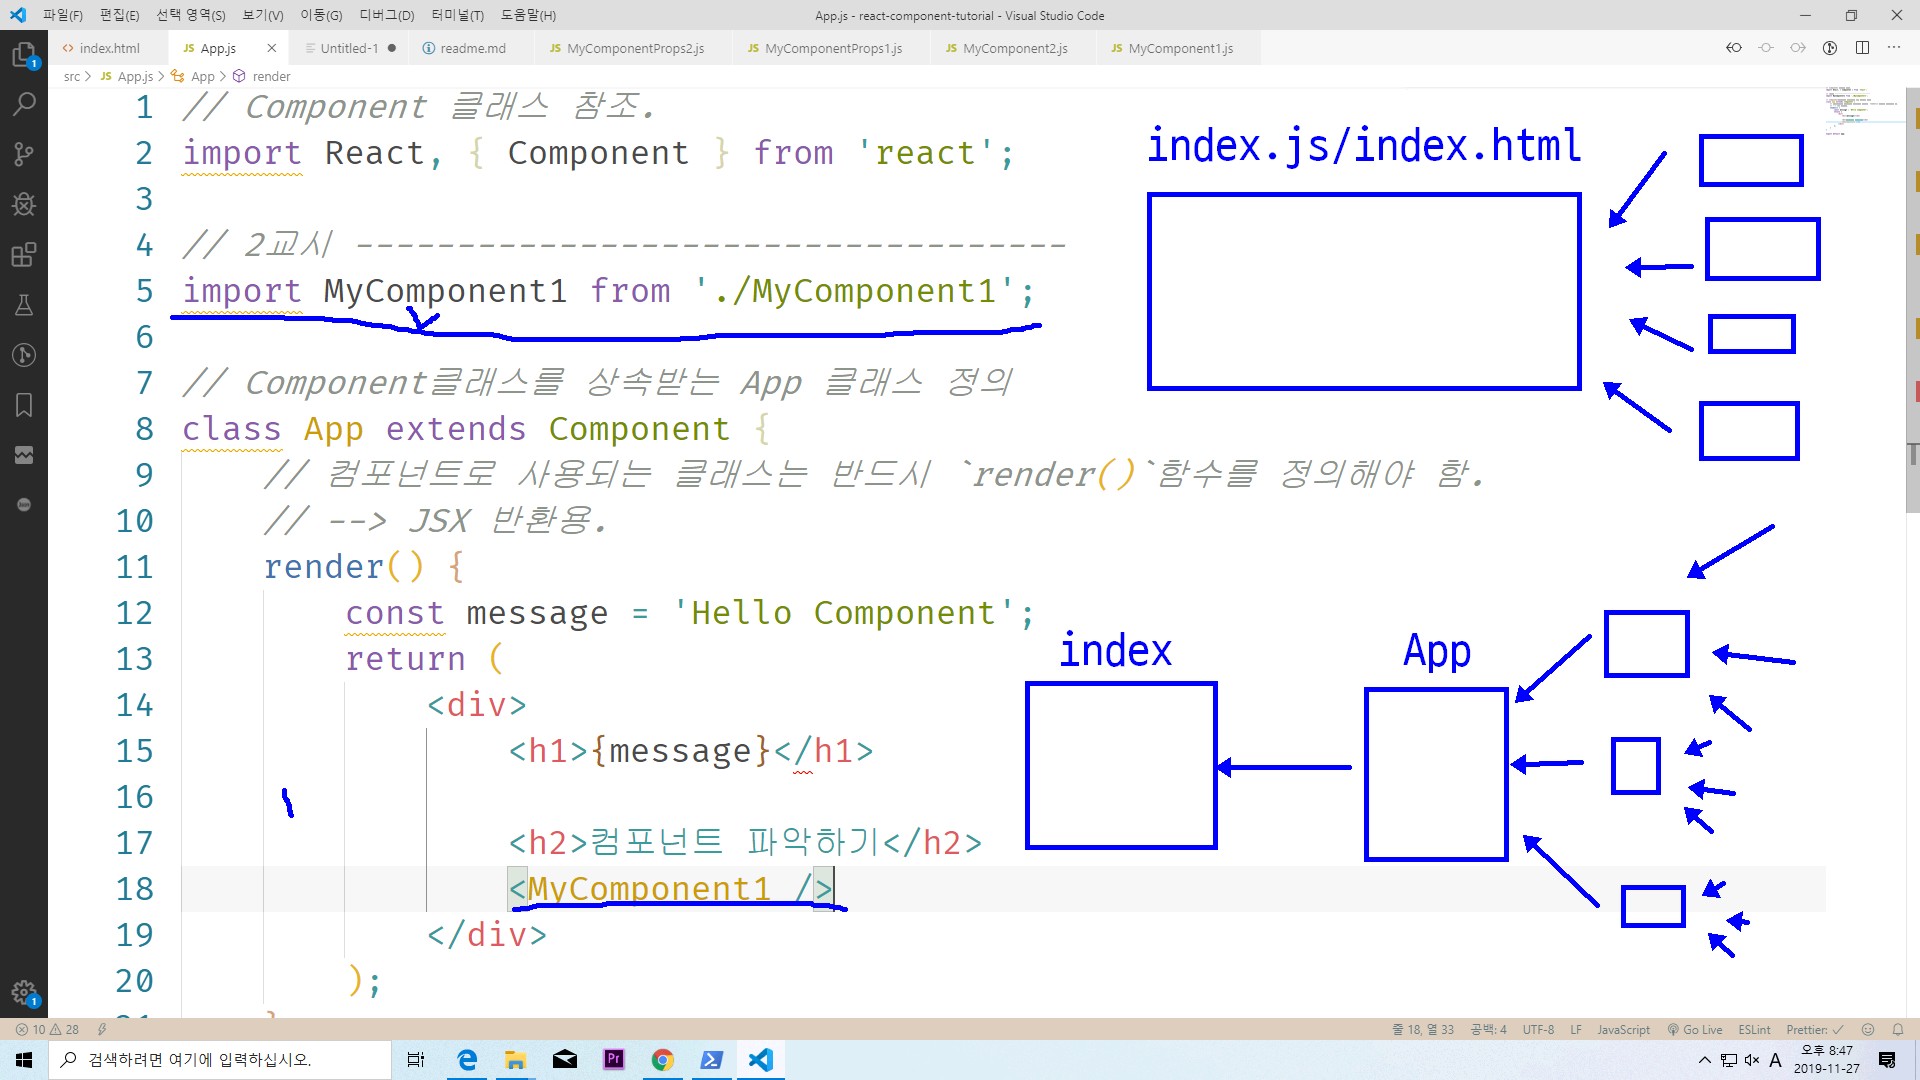 파일(F) 편집(E) 선택 영역(S) 보기(V) 이동(G) 디버그(D) 터미널(T) 도움말(H)
App.js - react-component-tutorial - Visual Studio Code
index.html
JS App.js
Untitled-1
readme.md
JS MyComponentProps2.js
JS MyComponentProps1.js
JS MyComponent2.js
JS MyComponent1.js
src > JS App.js > App > render
1 // Component 클래스 참조.
2 import React, { Component } from 'react';
3
4 // 2교시 -----------------------------------
5 import MyComponent1 from './MyComponent1';
6
7 // Component클래스를 상속받는 App 클래스 정의
8 class App extends Component {
9 // 컴포넌트로 사용되는 클래스는 반드시 `render()`함수를 정의해야 함.
10 // --> JSX 반환용.
11 render() {
12 const message = 'Hello Component';
13 return (
14 <div>
15 <h1>{message}</h1>
16
17 <h2>컴포넌트 파악하기</h2>
18 <MyComponent1 />
19 </div>
20 );
index.js/index.html
index
App
1
1
10 28
줄 18, 열 33 공백: 4 UTF-8 LF JavaScript Go Live ESLint Prettier: ✓
검색하려면 여기에 입력하십시오.
Pr
A
오후 8:47
2019-11-27